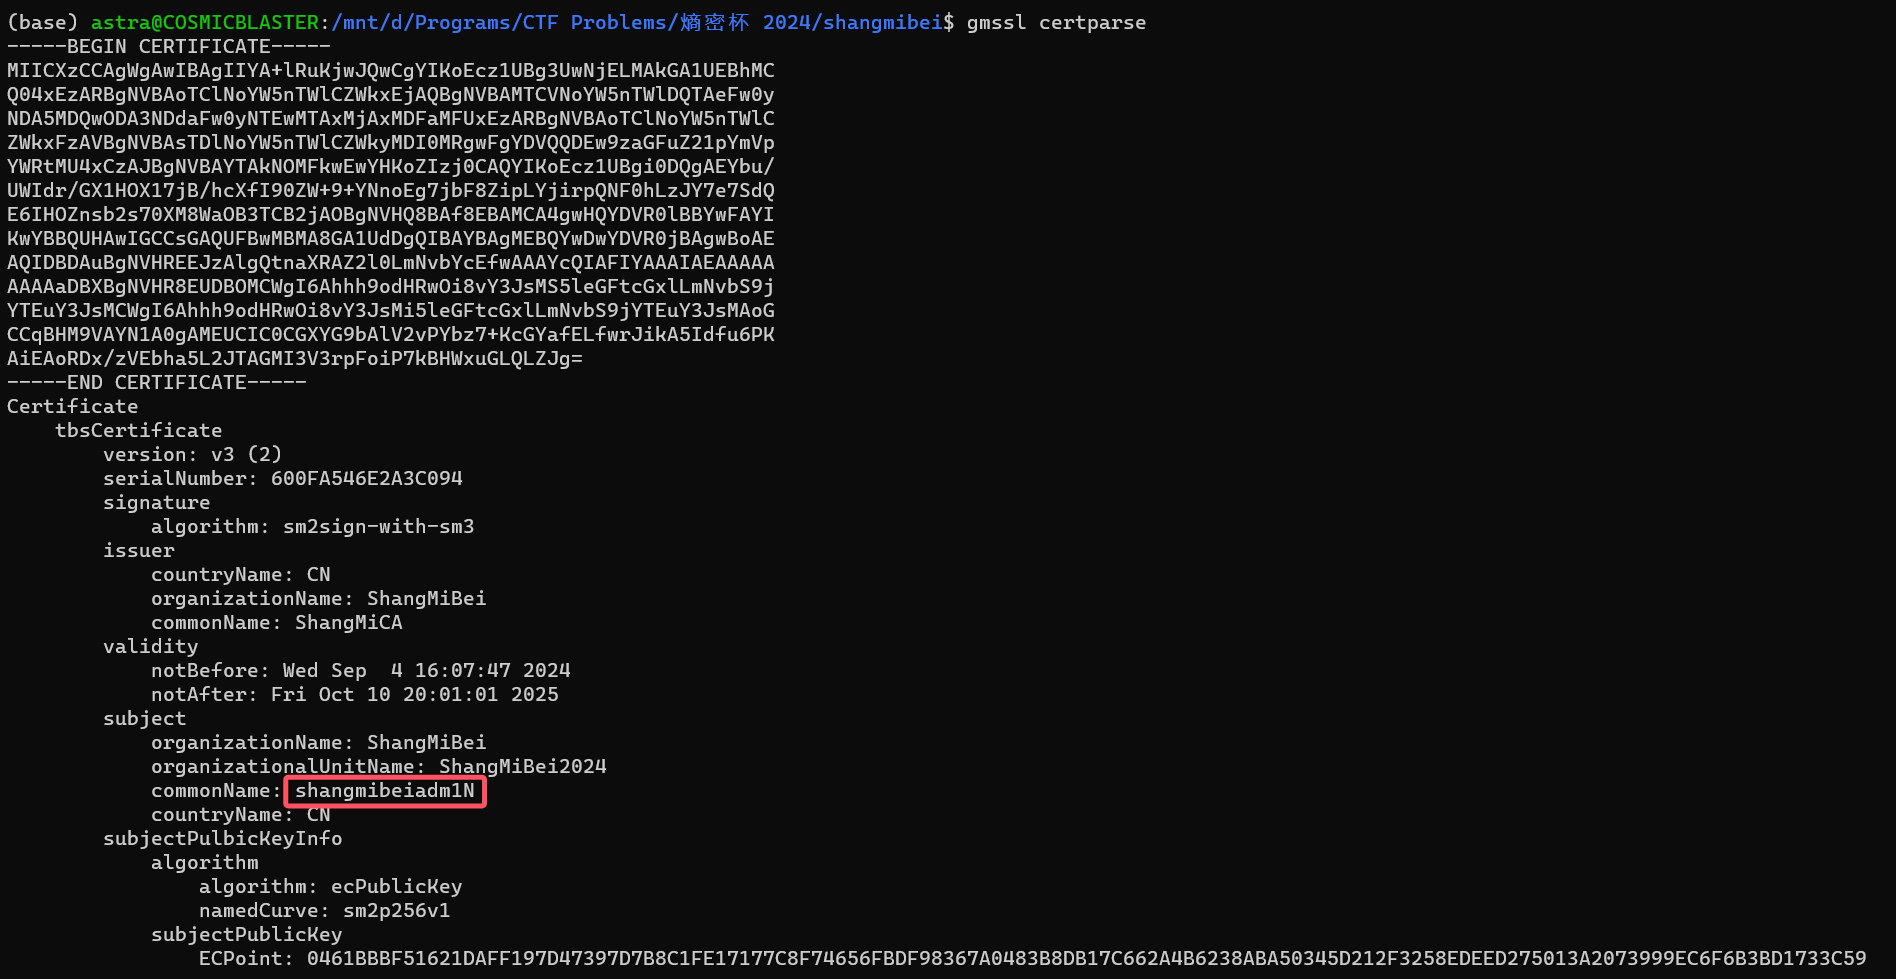 (base) astra@COSMICBLASTER:/mnt/d/Programs/CTF Problems/熵密杯 2024/shangmibei$ gmssl certparse
-----BEGIN CERTIFICATE-----
MIICXzCCAgWgAwIBAgIIYA+lRuKjwJQwCgYIKoEcz1UBg3UwNjELMAkGA1UEBhMC
Q04xEzARBgNVBAoTClNoYW5nTWlCZWkxEjAQBgNVBAMTCVNoYW5nTWlDQTAeFw0y
NDA5MDQwODA3NDdaFw0yNTEwMTAxMjAxMDFaMFUxEzARBgNVBAoTClNoYW5nTWlC
ZWkxFzAVBgNVBAsTDlNoYW5nTWlCZWkyMDI0MRgwFgYDVQQDEw9zaGFuZ21pYmVp
YWRtMU4xCzAJBgNVBAYTAkNOMFkwEwYHKoZIzj0CAQYIKoEcz1UBgi0DQgAEYbu/
UWIdr/GX1HOX17jB/hcXfI90ZW+9+YNnoEg7jbF8ZipLYjirpQNF0hLzJY7e7SdQ
E6IHOZnsb2s70XM8WaOB3TCB2jAOBgNVHQ8BAf8EBAMCA4gwHQYDVR0lBBYwFAYI
KwYBBQUHAwIGCCsGAQUFBwMBMA8GA1UdDgQIBAYBAgMEBQYwDwYDVR0jBAgwBoAE
AQIDBDAuBgNVHREEJzAlgQtnaXRAZ2l0LmNvbYcEfwAAAYcQIAFIYAAAIAEAAAAA
AAAAaDBXBgNVHR8EUDBOMCWgI6Ahhh9odHRwOi8vY3JsMS5leGFtcGxlLmNvbS9j
YTEuY3JsMCWgI6Ahhh9odHRwOi8vY3JsMi5leGFtcGxlLmNvbS9jYTEuY3JsMAoG
CCqBHM9VAYN1A0gAMEUCIC0CGXYG9bAlV2vPYbz7+KcGYafELfwrJikA5Idfu6PK
AiEAoRDx/zVEbha5L2JTAGMI3V3rpFoiP7kBHWxuGLQLZJg=
-----END CERTIFICATE-----
Certificate
tbsCertificate
version: v3 (2)
serialNumber: 600FA546E2A3C094
signature
algorithm: sm2sign-with-sm3
issuer
countryName: CN
organizationName: ShangMiBei
commonName: ShangMiCA
validity
notBefore: Wed Sep  4 16:07:47 2024
notAfter: Fri Oct 10 20:01:01 2025
subject
organizationName: ShangMiBei
organizationalUnitName: ShangMiBei2024
commonName: shangmibeiadm1N
countryName: CN
subjectPulbicKeyInfo
algorithm
algorithm: ecPublicKey
namedCurve: sm2p256v1
subjectPublicKey
ECPoint: 0461BBBF51621DAFF197D47397D7B8C1FE17177C8F74656FBDF98367A0483B8DB17C662A4B6238ABA50345D212F3258EDEED275013A2073999EC6F6B3BD1733C59